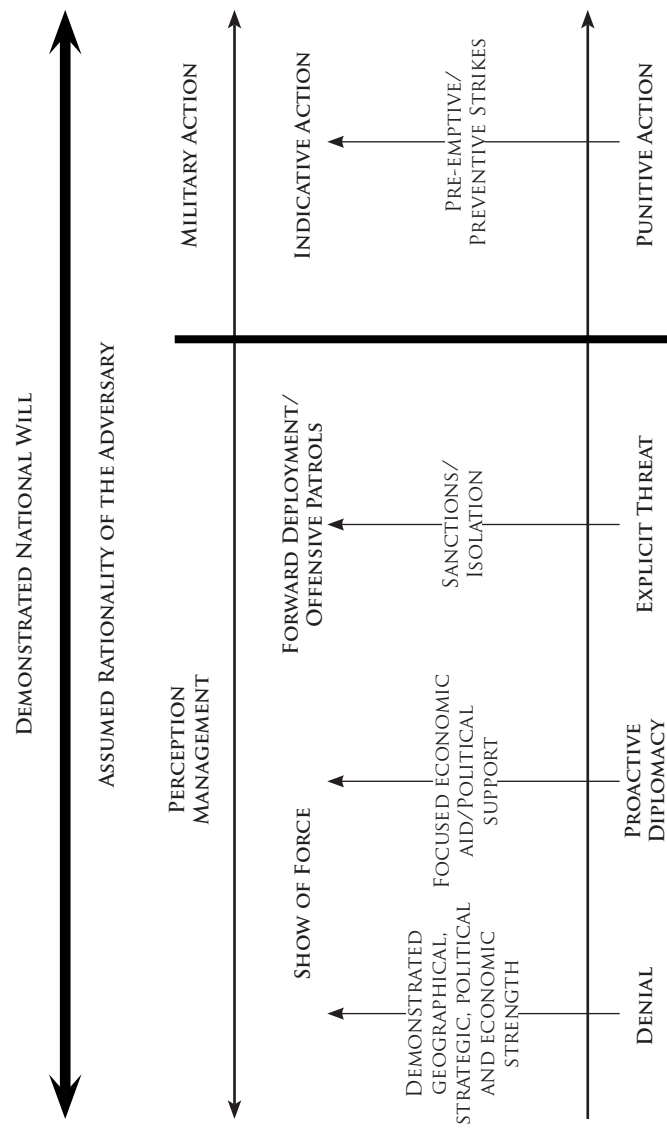 Demonstrated National Will
Assumed Rationality of the Adversary
Perception
Management
Military Action
Show of Force
Forward Deployment/
Offensive Patrols
Indicative Action
Demonstrated
geographical,
strategic, political
and economic
strength
Focused economic
aid/Political
support
Sanctions/
Isolation
Pre-emptive/
Preventive Strikes
Denial
Proactive
Diplomacy
Explicit Threat
Punitive Action